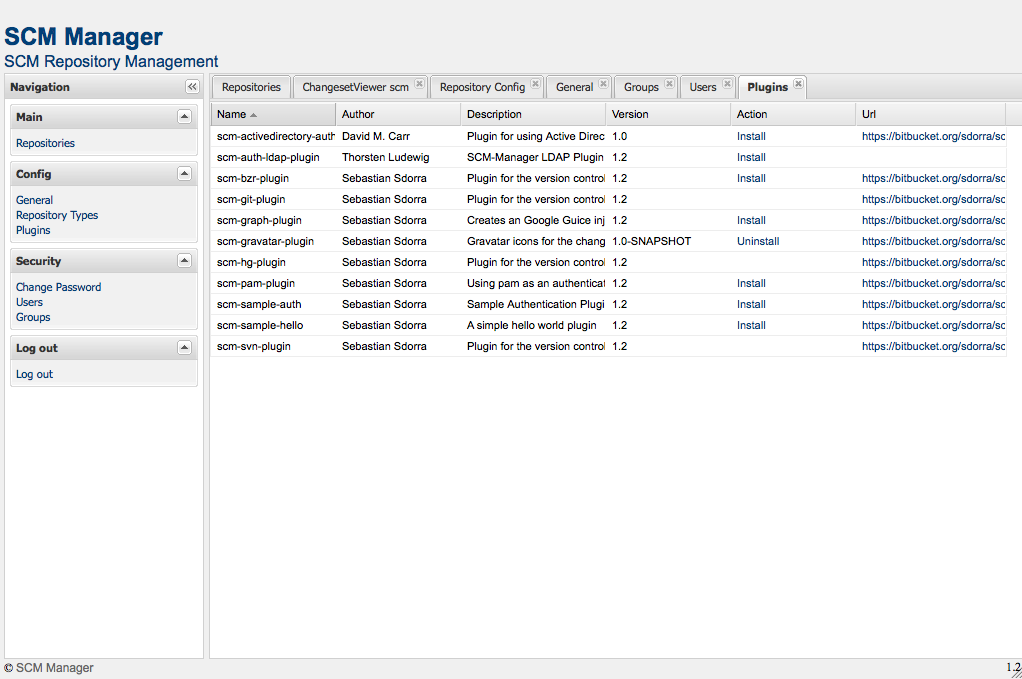 SCM Manager
SCM Repository Management
Navigation
Main
Repositories
Config
General
Repository Types
Plugins
Security
Change Password
Users
Groups
Log out
Log out
Repositories ChangesetViewer scm Repository Config General Groups Users Plugins
Name Author Description Version Action Url
scm-activedirectory-auth David M. Carr Plugin for using Active Direc 1.0 Install https://bitbucket.org/sdorra/sc
scm-auth-ldap-plugin Thorsten Ludewig SCM-Manager LDAP Plugin 1.2 Install
scm-bzr-plugin Sebastian Sdorra Plugin for the version control 1.2 Install https://bitbucket.org/sdorra/sc
scm-git-plugin Sebastian Sdorra Plugin for the version control 1.2 https://bitbucket.org/sdorra/sc
scm-graph-plugin Sebastian Sdorra Creates an Google Guice inj 1.2 Install https://bitbucket.org/sdorra/sc
scm-gravatar-plugin Sebastian Sdorra Gravatar icons for the chang 1.0-SNAPSHOT Uninstall https://bitbucket.org/sdorra/sc
scm-hg-plugin Sebastian Sdorra Plugin for the version control 1.2 https://bitbucket.org/sdorra/sc
scm-pam-plugin Sebastian Sdorra Using pam as an authenticat 1.2 Install https://bitbucket.org/sdorra/sc
scm-sample-auth Sebastian Sdorra Sample Authentication Plugi 1.2 Install https://bitbucket.org/sdorra/sc
scm-sample-hello Sebastian Sdorra A simple hello world plugin 1.2 Install https://bitbucket.org/sdorra/sc
scm-svn-plugin Sebastian Sdorra Plugin for the version control 1.2 https://bitbucket.org/sdorra/sc
© SCM Manager
1.2